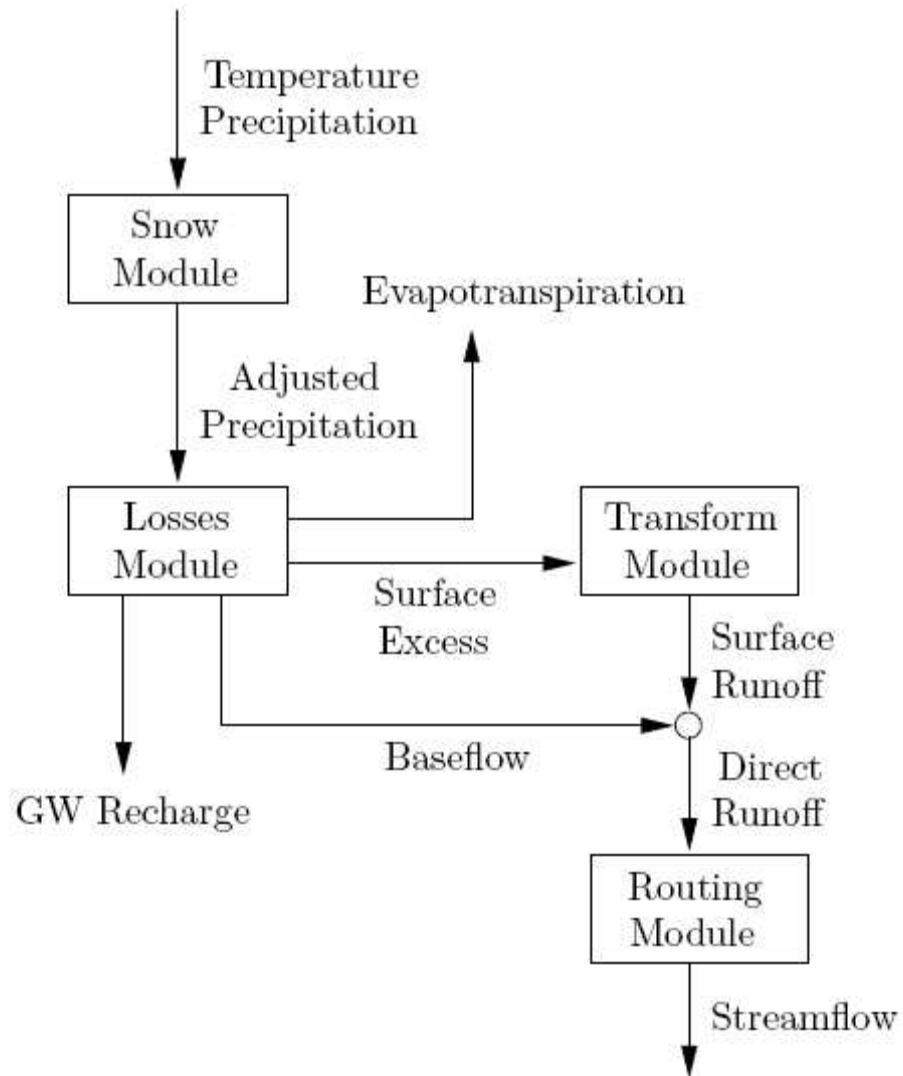 Temperature
Precipitation
Snow
Module
Evapotranspiration
Adjusted
Precipitation
Losses
Module
Transform
Module
Surface
Excess
Surface
Runoff
Baseflow
Direct
Runoff
GW Recharge
Routing
Module
Streamflow